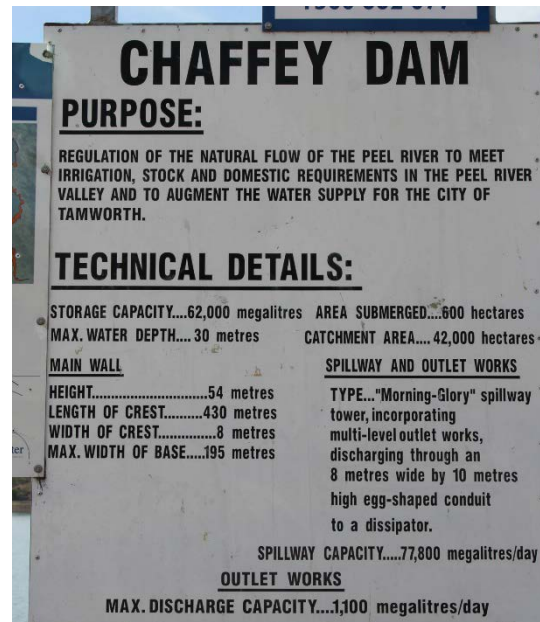 CHAFFEY DAM
PURPOSE:
REGULATION OF THE NATURAL FLOW OF THE PEEL RIVER TO MEET
IRRIGATION, STOCK AND DOMESTIC REQUIREMENTS IN THE PEEL RIVER
VALLEY AND TO AUGMENT THE WATER SUPPLY FOR THE CITY OF
TAMWORTH.
TECHNICAL DETAILS:
STORAGE CAPACITY....62,000 megalitres AREA SUBMERGED....600 hectares
MAX. WATER DEPTH.... 30 metres CATCHMENT AREA.... 42,000 hectares
MAIN WALL
HEIGHT..............................54 metres
LENGTH OF CREST..........430 metres
WIDTH OF CREST...............8 metres
MAX. WIDTH OF BASE.....195 metres
SPILLWAY AND OUTLET WORKS
TYPE..."Morning-Glory" spillway
tower, incorporating
multi-level outlet works,
discharging through an
8 metres wide by 10 metres
high egg-shaped conduit
to a dissipator.
SPILLWAY CAPACITY.....77,800 megalitres/day
OUTLET WORKS
MAX. DISCHARGE CAPACITY....1,100 megalitres/day